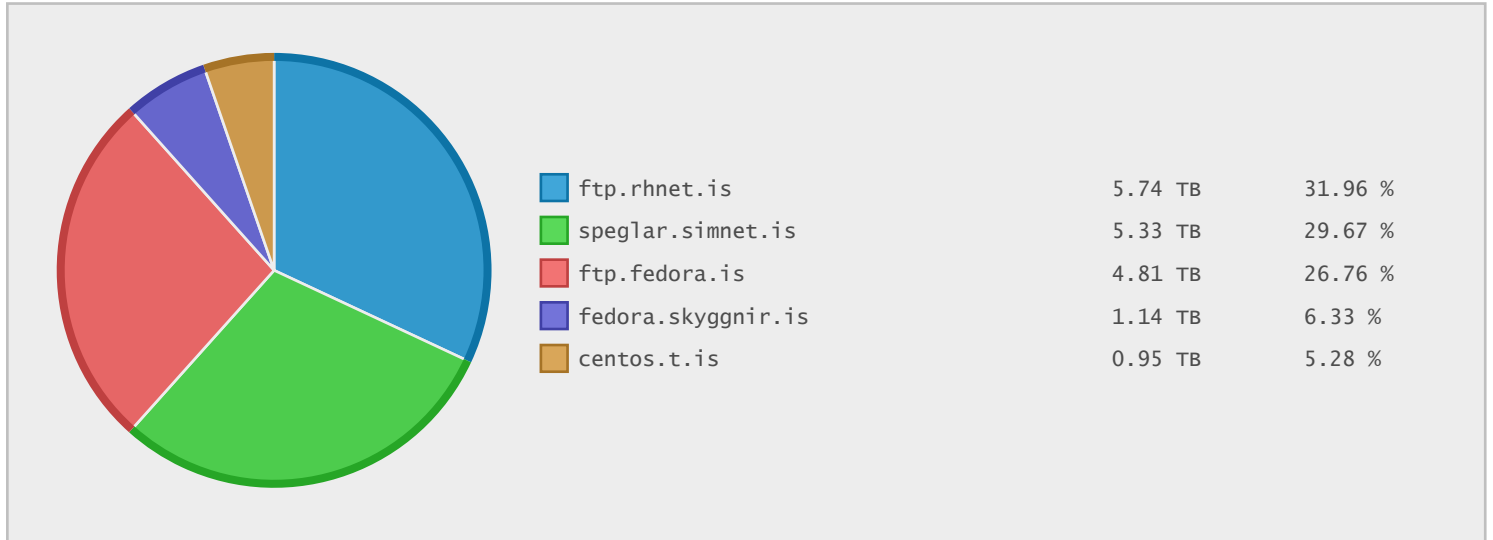 ftp.rhnet.is 5.74 TB 31.96 %
speglar.simnet.is 5.33 TB 29.67 %
ftp.fedora.is 4.81 TB 26.76 %
fedora.skyggnir.is 1.14 TB 6.33 %
centos.t.is 0.95 TB 5.28 %